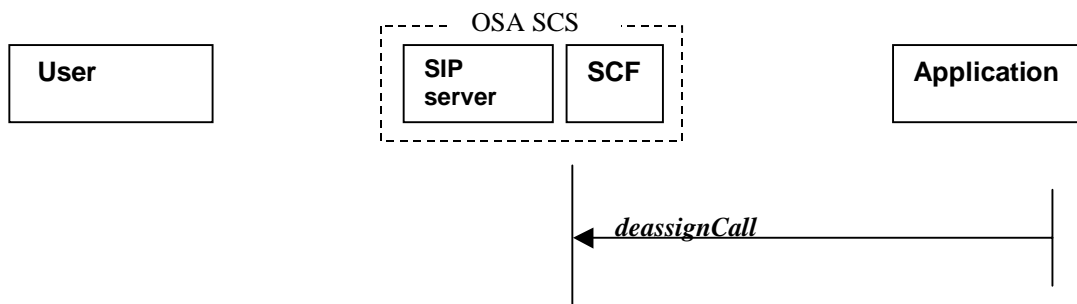 OSA SCS
User
SIP
server
SCF
Application
deassignCall